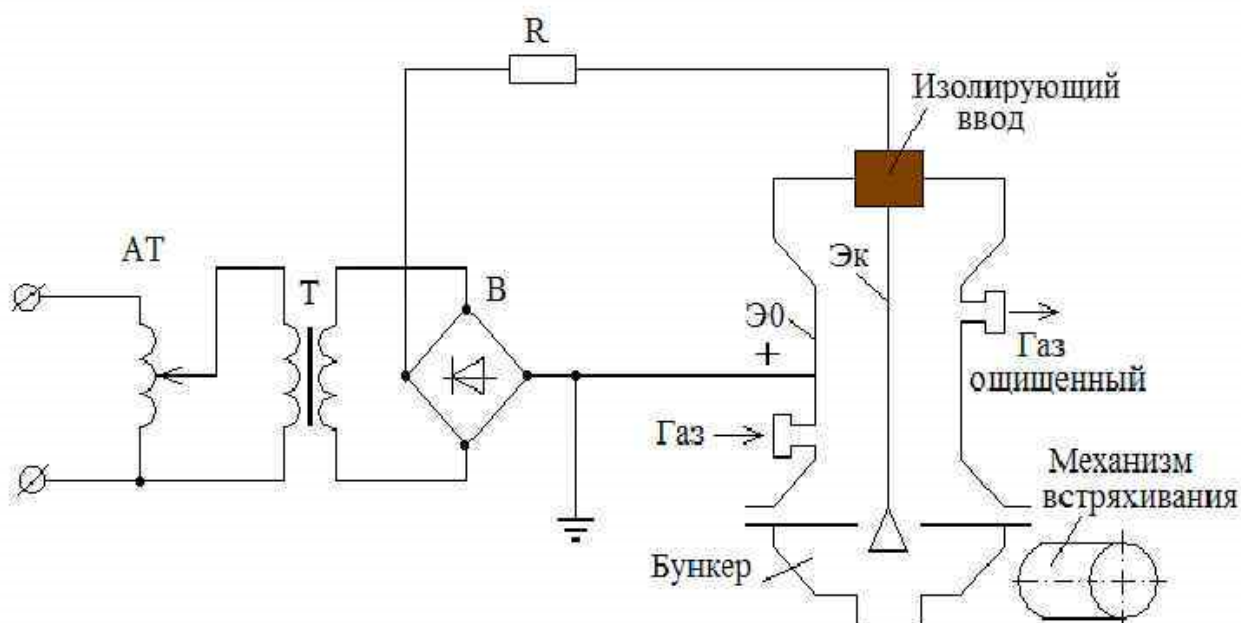 R
Изолирующий
ввод
АТ
Т
В
Эк
Э0
+
Газ
ощищенный
Газ
Механизм
встряхивания
Бункер